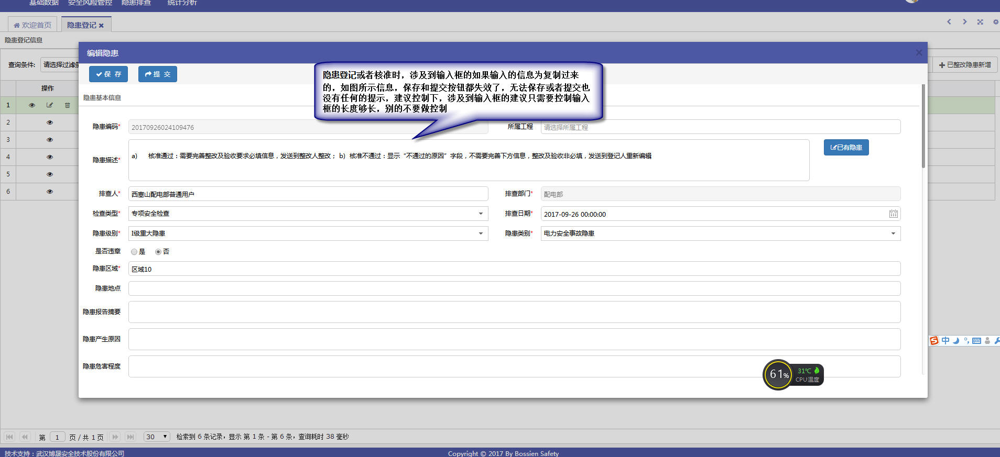 基础数据 安全风险管控 隐患排查 统计分析
欢迎首页 隐患登记
隐患登记信息
查询条件: 请选择过滤条
已整改隐患新增
操作
1
2
3
4
5
6
编辑隐患
保 存 提 交
隐患登记或者核准时，涉及到输入框的如果输入的信息为复制过来
的，如图所示信息，保存和提交按钮都失效了，无法保存或者提交也
没有任何的提示，建议控制下，涉及到输入框的建议只需要控制输入
框的长度够长，别的不要做控制
隐患基本信息
隐患编码* 20170926024109476 所属工程 请选择所属工程
隐患描述* a) 核准通过：需要完善整改及验收要求必填信息，发送到整改人整改； b) 核准不通过：显示“不通过的原因”字段，不需要完善下方信息，整改及验收非必填，发送到登记人重新编辑 已有隐患
排查人* 西塞山配电部普通用户 排查部门* 配电部
检查类型* 专项安全检查 排查日期* 2017-09-26 00:00:00
隐患级别* I级重大隐患 隐患类别* 电力安全事故隐患
是否违章 是 否
隐患区域* 区域10
隐患地点
隐患报告摘要
隐患产生原因
隐患危害程度
S 中
61% 31℃
CPU温度
第 1 页 / 共 1 页 30 检索到 6 条记录，显示 第 1 条 - 第 6 条，查询耗时 38 毫秒
技术支持：武汉博晟安全技术股份有限公司 Copyright © 2017 By Bossien Safety